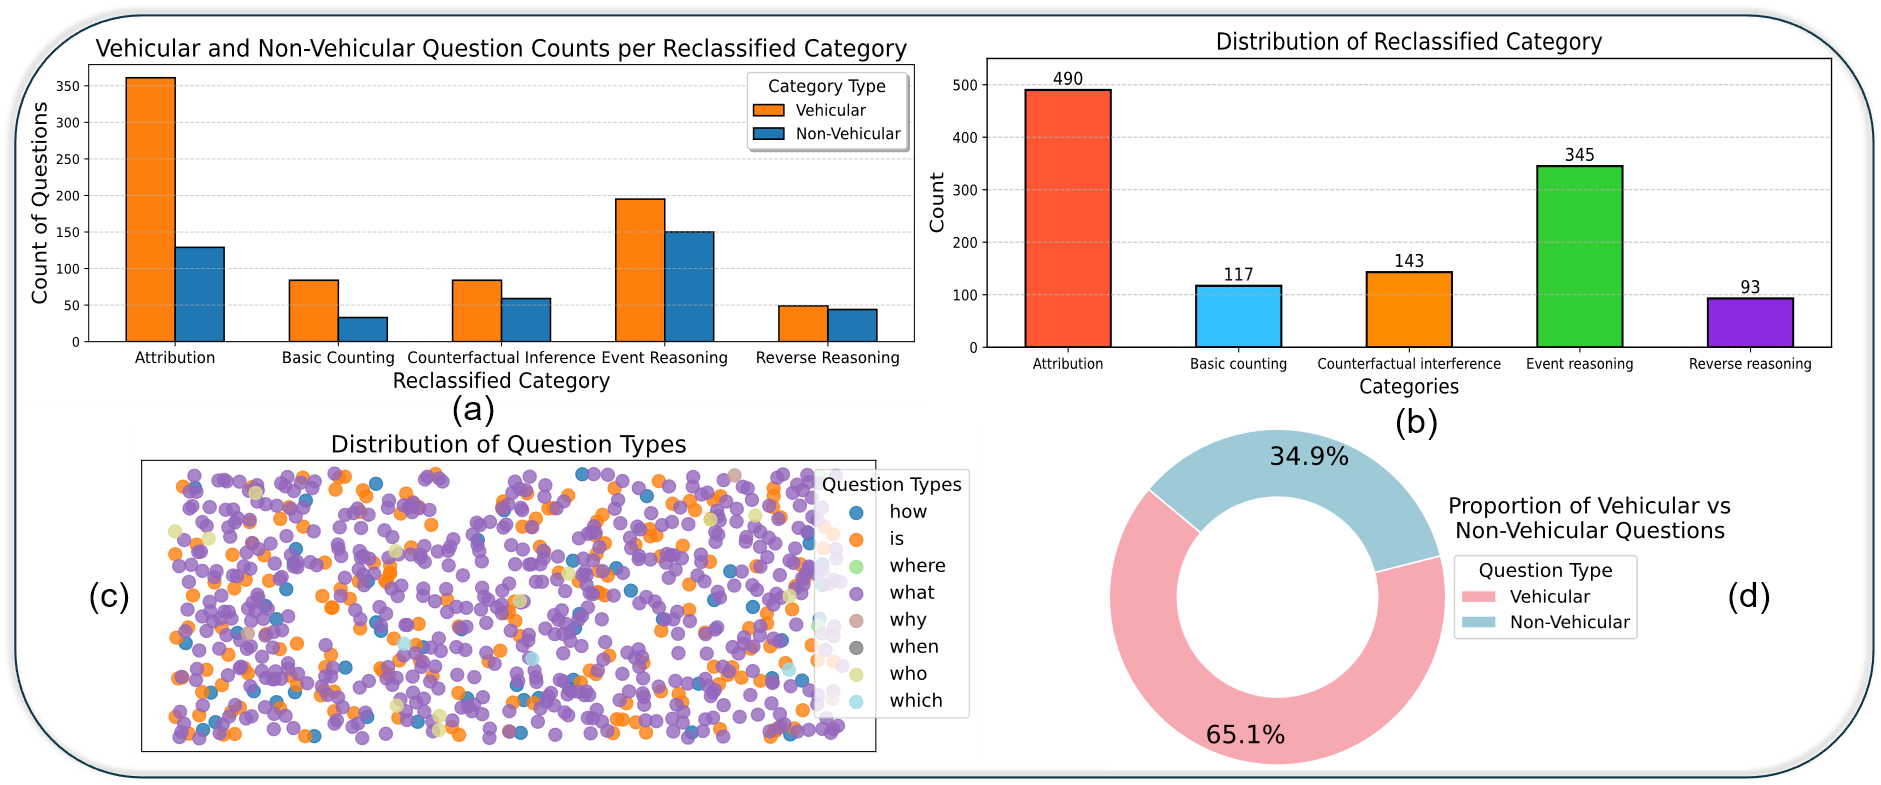 Vehicular and Non-Vehicular Question Counts per Reclassified Category
Count of Questions
350
300
250
200
150
100
50
0
Category Type
Vehicular
Non-Vehicular
Attribution
Basic Counting
Counterfactual Inference
Event Reasoning
Reverse Reasoning
Reclassified Category
(a)
Distribution of Reclassified Category
Count
500
400
300
200
100
0
490
117
143
345
93
Attribution
Basic counting
Counterfactual interference
Event reasoning
Reverse reasoning
Categories
(b)
Distribution of Question Types
(c)
Question Types
how
is
where
what
why
when
who
which
34.9%
65.1%
Proportion of Vehicular vs
Non-Vehicular Questions
Question Type
Vehicular
Non-Vehicular
(d)